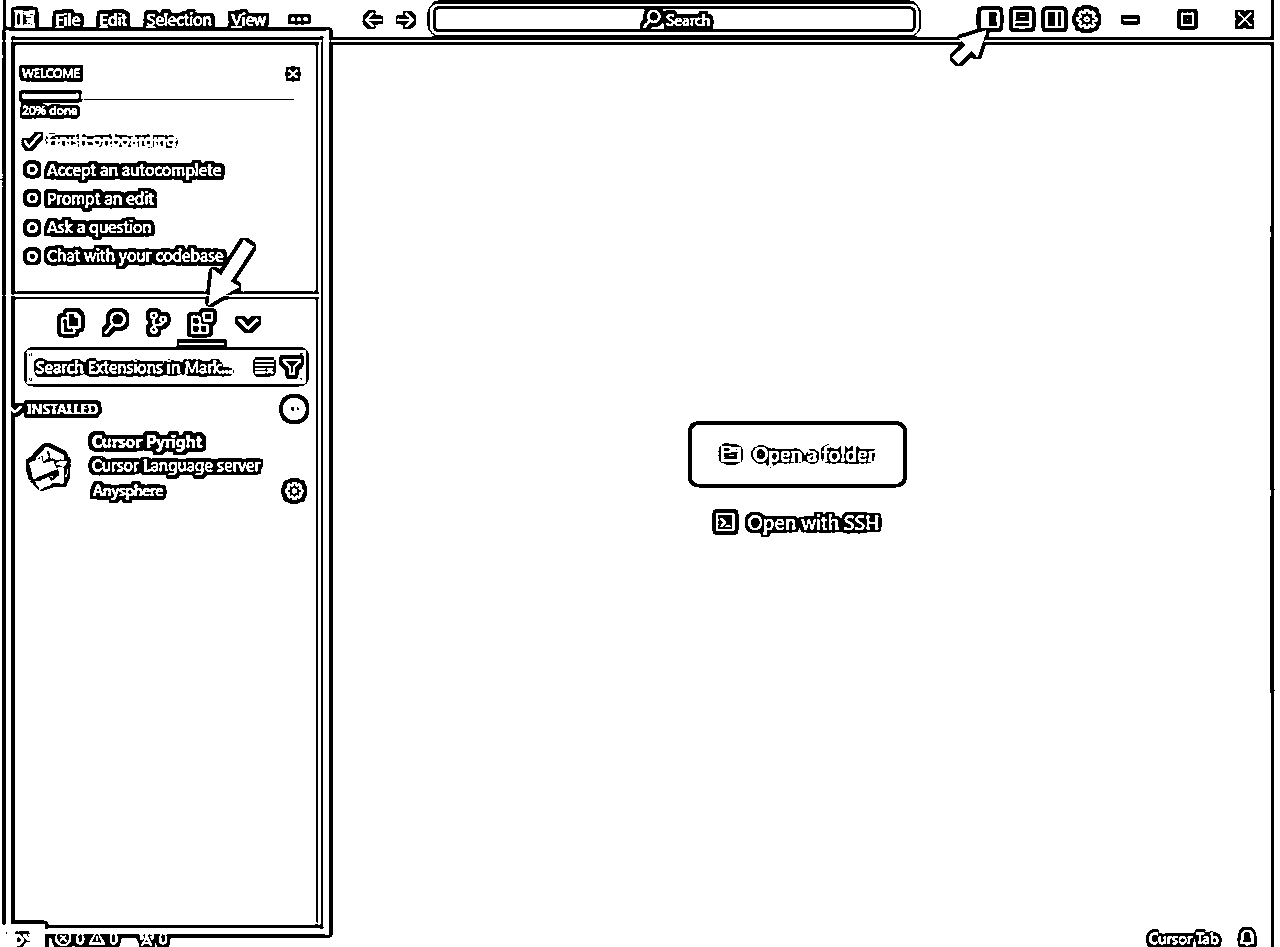 File Edit Selection View ...
Search
WELCOME
20% done
Finish onboarding
Accept an autocomplete
Prompt an edit
Ask a question
Chat with your codebase
Search Extensions in Mark...
INSTALLED
Cursor Pyright
Cursor Language server
Anysphere
Open a folder
Open with SSH
0 0 0
Cursor Tab